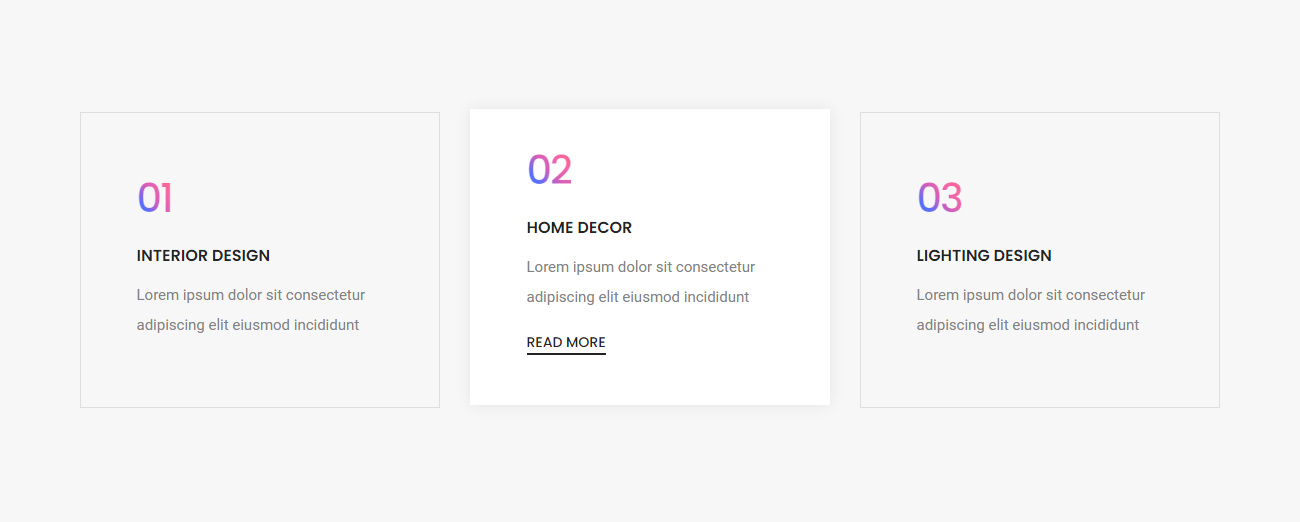 01
INTERIOR DESIGN
Lorem ipsum dolor sit consectetur
adipiscing elit eiusmod incididunt
02
HOME DECOR
Lorem ipsum dolor sit consectetur
adipiscing elit eiusmod incididunt
READ MORE
03
LIGHTING DESIGN
Lorem ipsum dolor sit consectetur
adipiscing elit eiusmod incididunt